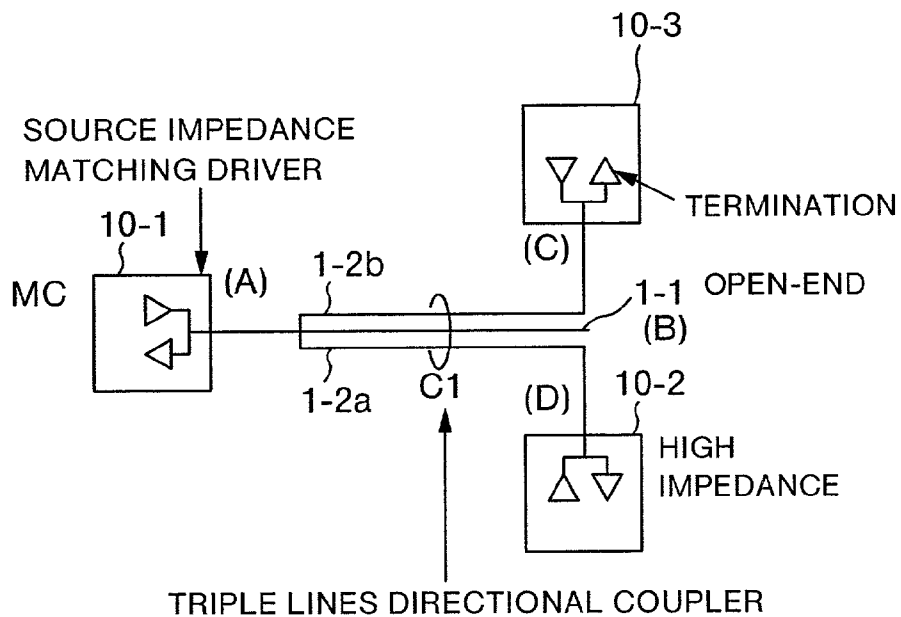 10-3
SOURCE IMPEDANCE
MATCHING DRIVER
TERMINATION
10-1
(A)
(C)
MC
1-2b
1-1 OPEN-END
(B)
1-2a
C1
(D)
10-2
HIGH
IMPEDANCE
TRIPLE LINES DIRECTIONAL COUPLER